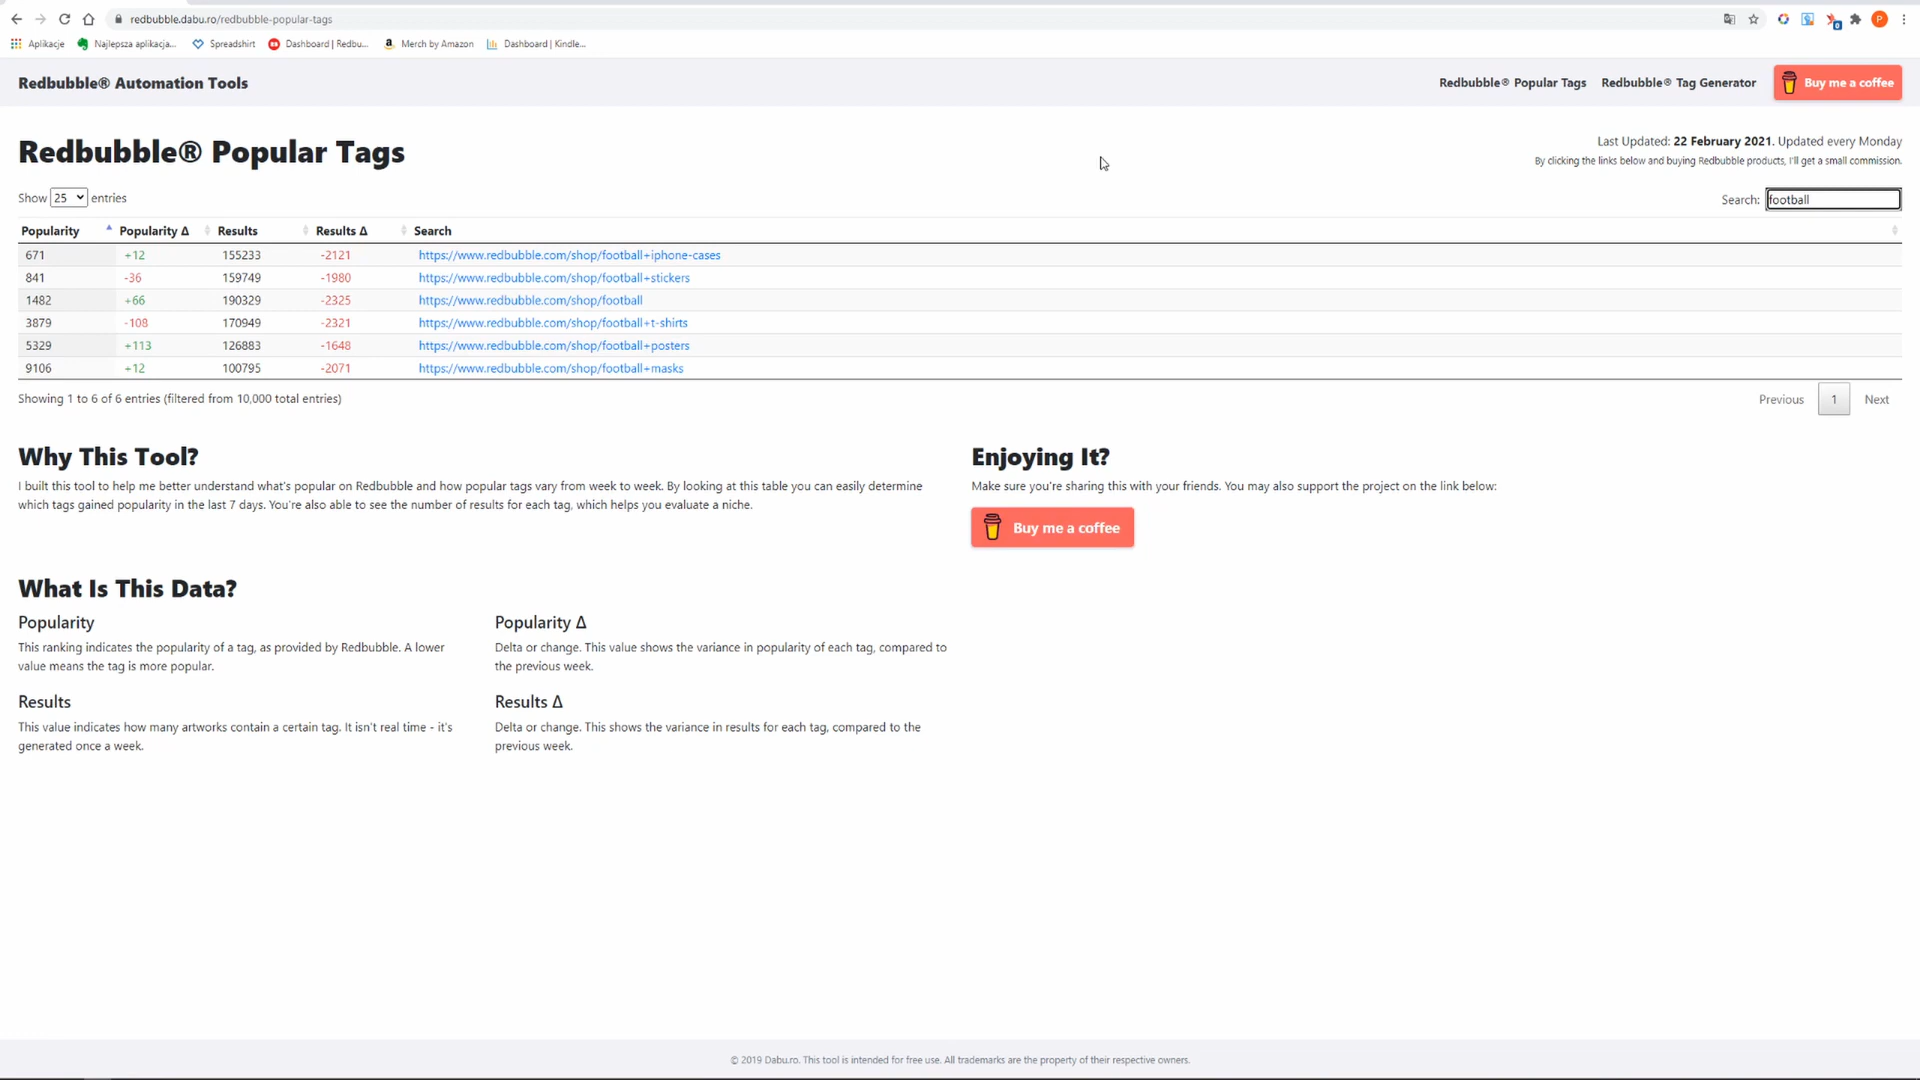 redbubble.dabu.ro/redbubble-popular-tags
Aplikacje Najlepsza aplikacja... Spreadshirt Dashboard | Redbu... Merch by Amazon Dashboard | Kindle...
P
0
Redbubble® Automation Tools
Redbubble® Popular Tags Redbubble® Tag Generator Buy me a coffee
Redbubble® Popular Tags
Last Updated: 22 February 2021. Updated every Monday
By clicking the links below and buying Redbubble products, I'll get a small commission.
Show 25 entries
Search: football
Popularity Popularity Δ Results Results Δ Search
671 +12 155233 -2121 https://www.redbubble.com/shop/football+iphone-cases
841 -36 159749 -1980 https://www.redbubble.com/shop/football+stickers
1482 +66 190329 -2325 https://www.redbubble.com/shop/football
3879 -108 170949 -2321 https://www.redbubble.com/shop/football+t-shirts
5329 +113 126883 -1648 https://www.redbubble.com/shop/football+posters
9106 +12 100795 -2071 https://www.redbubble.com/shop/football+masks
Showing 1 to 6 of 6 entries (filtered from 10,000 total entries)
Previous 1 Next
Why This Tool?
I built this tool to help me better understand what's popular on Redbubble and how popular tags vary from week to week. By looking at this table you can easily determine
which tags gained popularity in the last 7 days. You're also able to see the number of results for each tag, which helps you evaluate a niche.
Enjoying It?
Make sure you're sharing this with your friends. You may also support the project on the link below:
Buy me a coffee
What Is This Data?
Popularity
This ranking indicates the popularity of a tag, as provided by Redbubble. A lower
value means the tag is more popular.
Popularity Δ
Delta or change. This value shows the variance in popularity of each tag, compared to
the previous week.
Results
This value indicates how many artworks contain a certain tag. It isn't real time - it's
generated once a week.
Results Δ
Delta or change. This shows the variance in results for each tag, compared to the
previous week.
© 2019 Dabu.ro. This tool is intended for free use. All trademarks are the property of their respective owners.